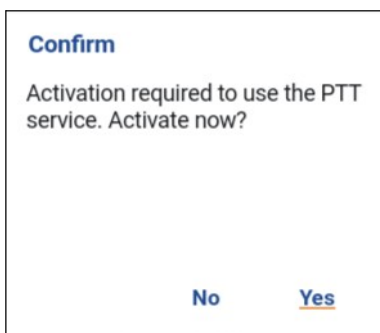 Confirm
Activation required to use the PTT
service. Activate now?
No Yes